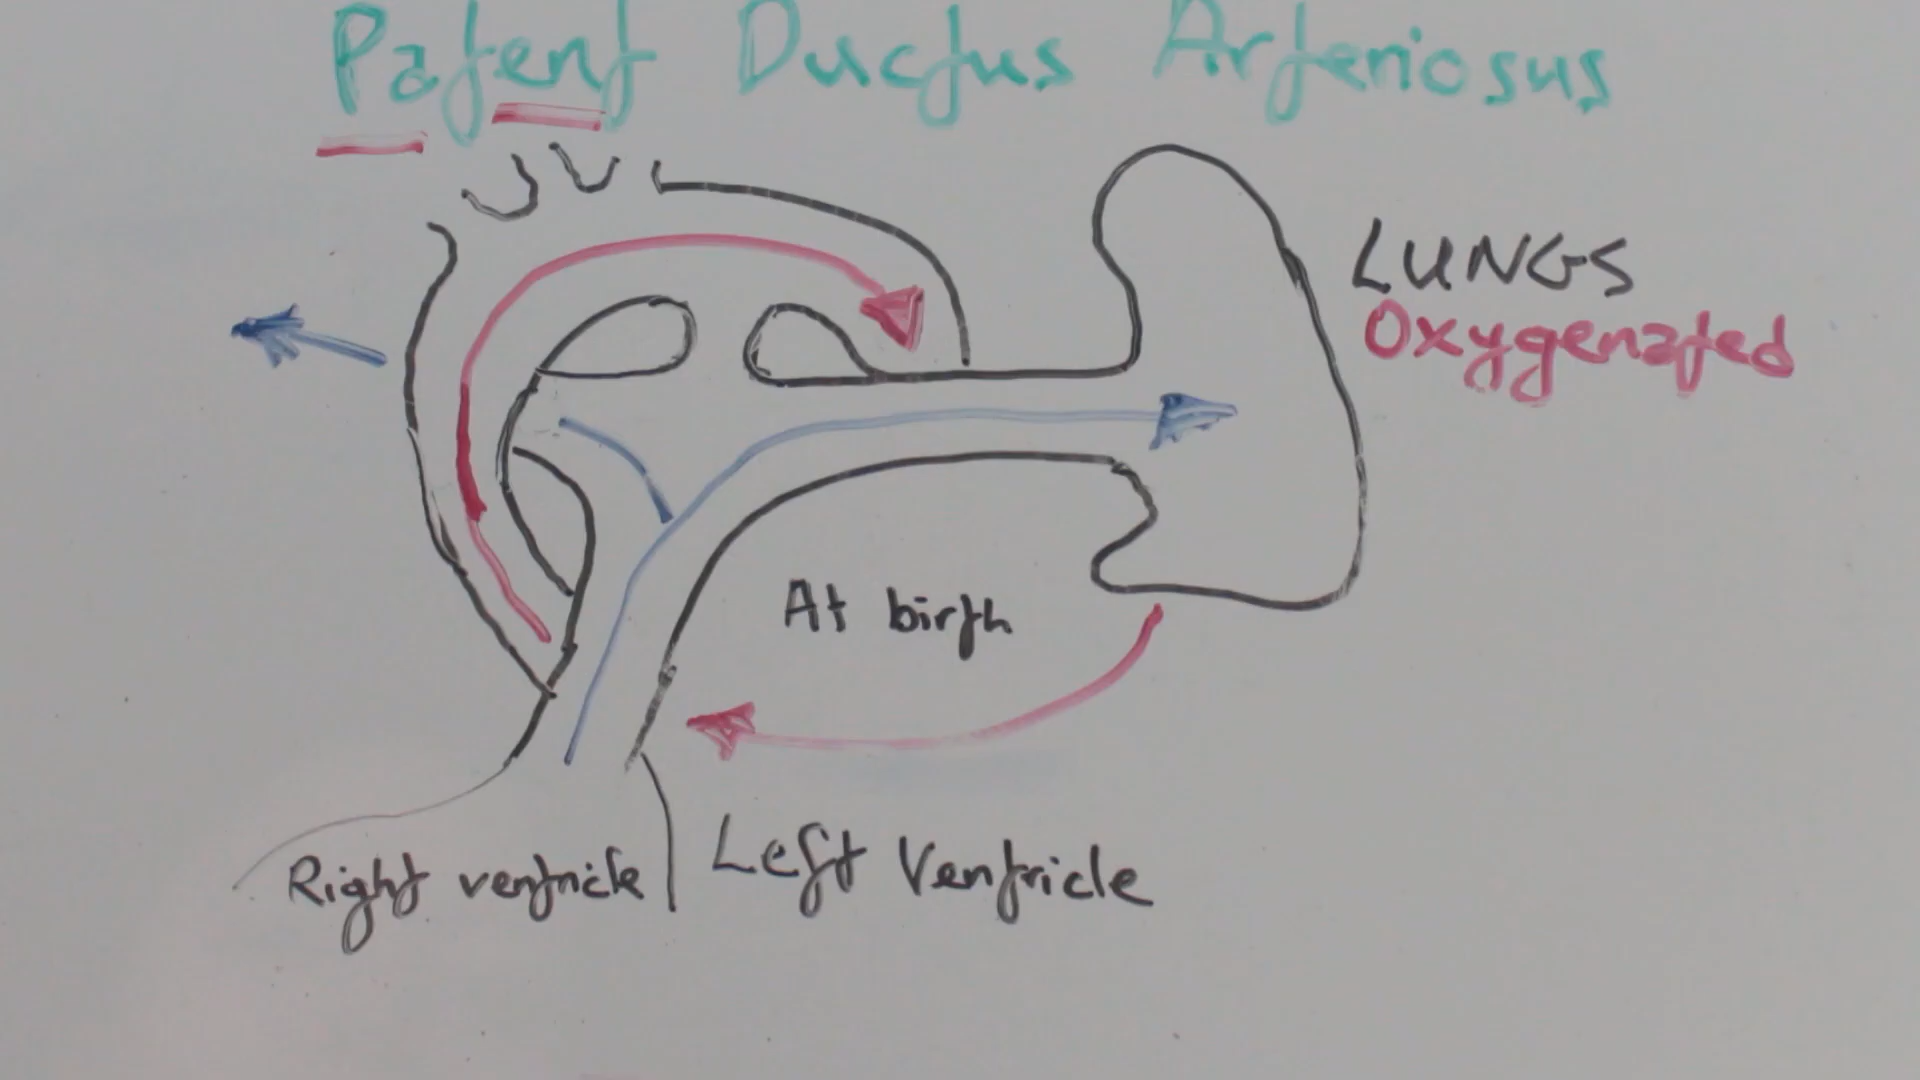 Patent Ductus Arteriosus
LUNGS
Oxygenated
At birth
Right ventricle
Left Ventricle